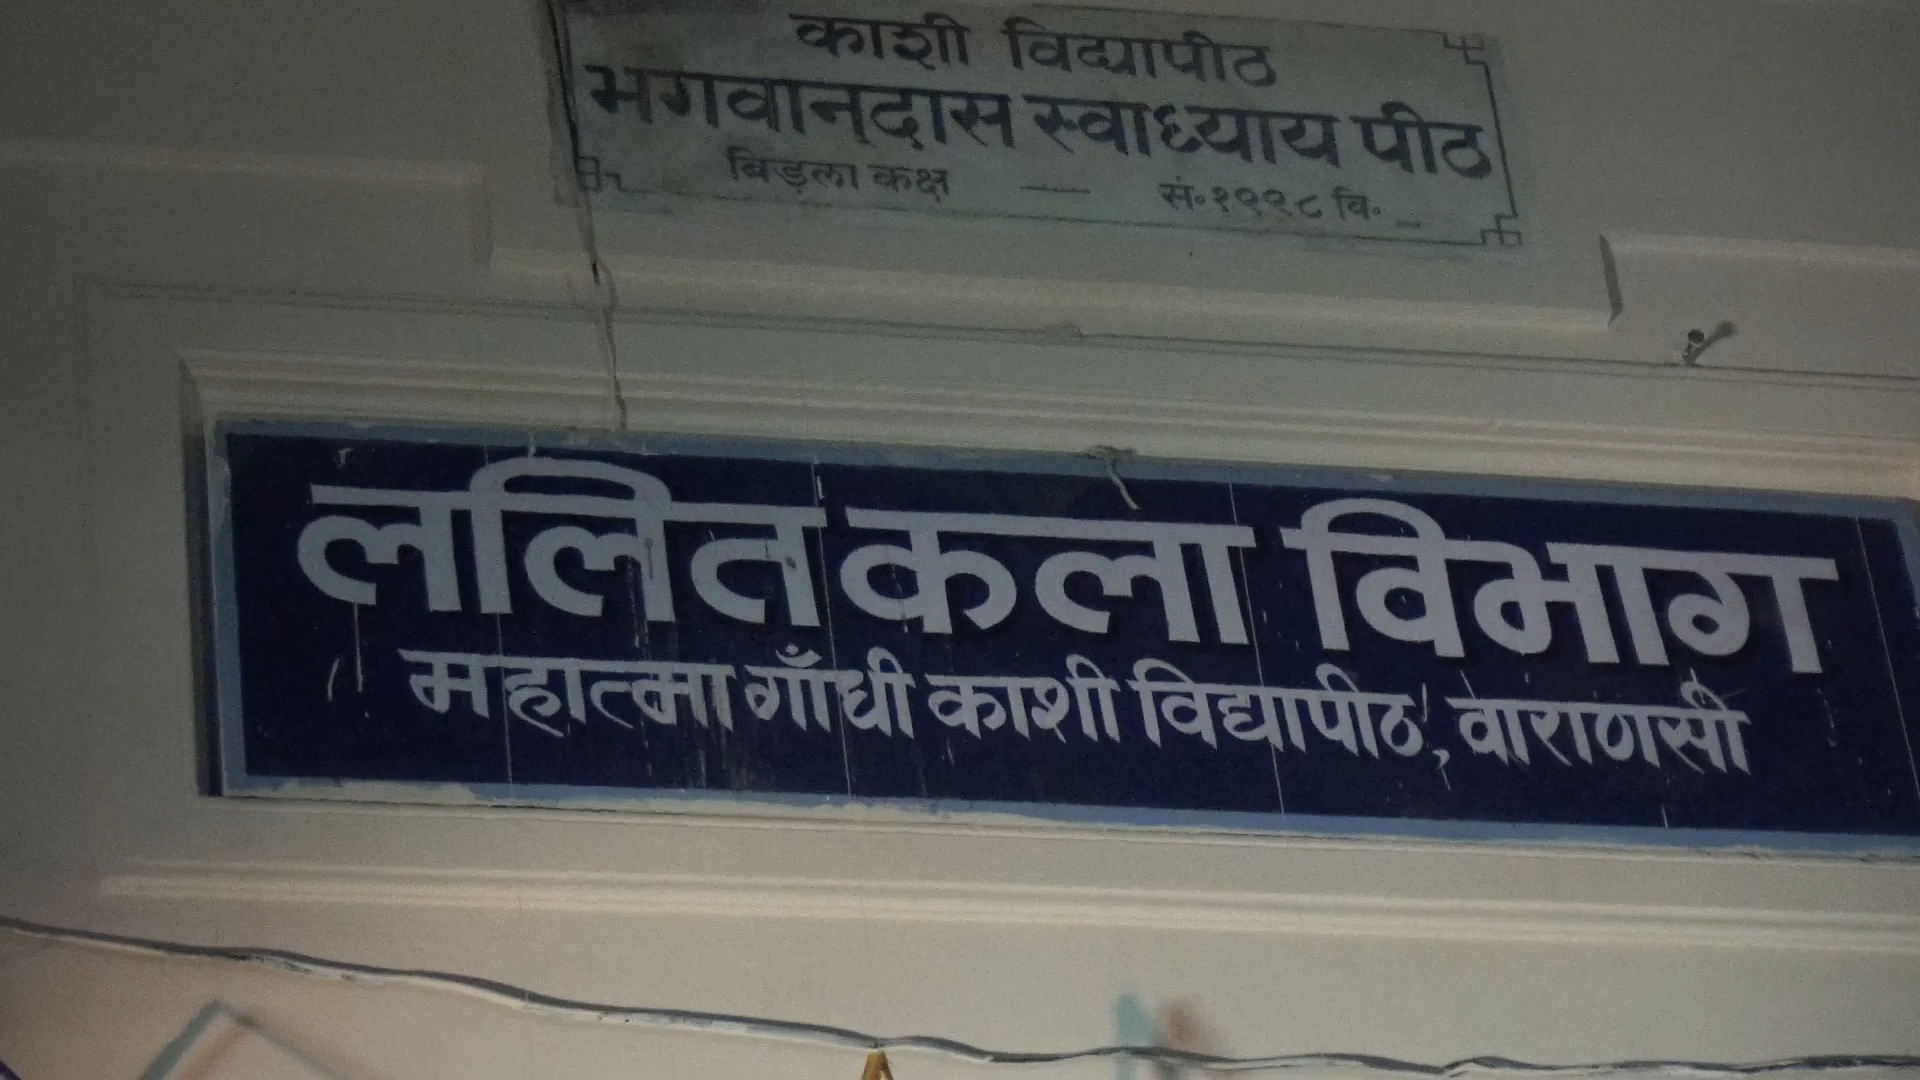 काशी विद्यापीठ
भगवानदास स्वाध्याय पीठ
बिड़ला कक्ष — सं॰१९९८ वि.
ललितकला विभाग
महात्मा गाँधी काशी विद्यापीठ, वाराणसी